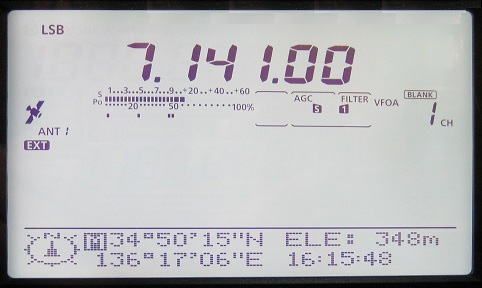 LSB
7.141.00
S 1...3...5...7...9..+20..+40..+60
Po 20 50 100%
AGC FILTER VFOA BLANK
S 1 1 CH
ANT 1
EXT
M 34°50'15"N ELE: 348m
136°17'06"E 16:15:48